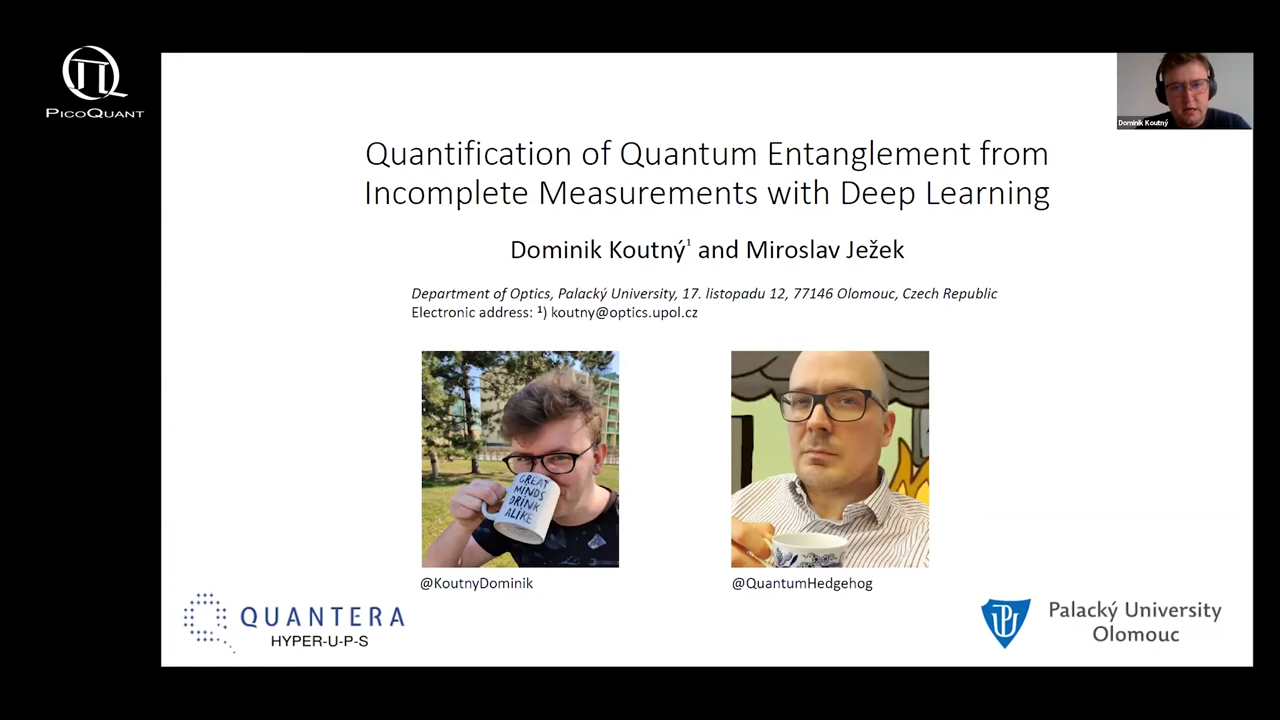 PICOQUANT
Dominik Koutný
Quantification of Quantum Entanglement from
Incomplete Measurements with Deep Learning
Dominik Koutný¹ and Miroslav Ježek
Department of Optics, Palacký University, 17. listopadu 12, 77146 Olomouc, Czech Republic
Electronic address: ¹) koutny@optics.upol.cz
GREAT
MINDS
DRINK
ALIKE
@KoutnyDominik
@QuantumHedgehog
QUANTERA
HYPER-U-P-S
Palacký University
Olomouc